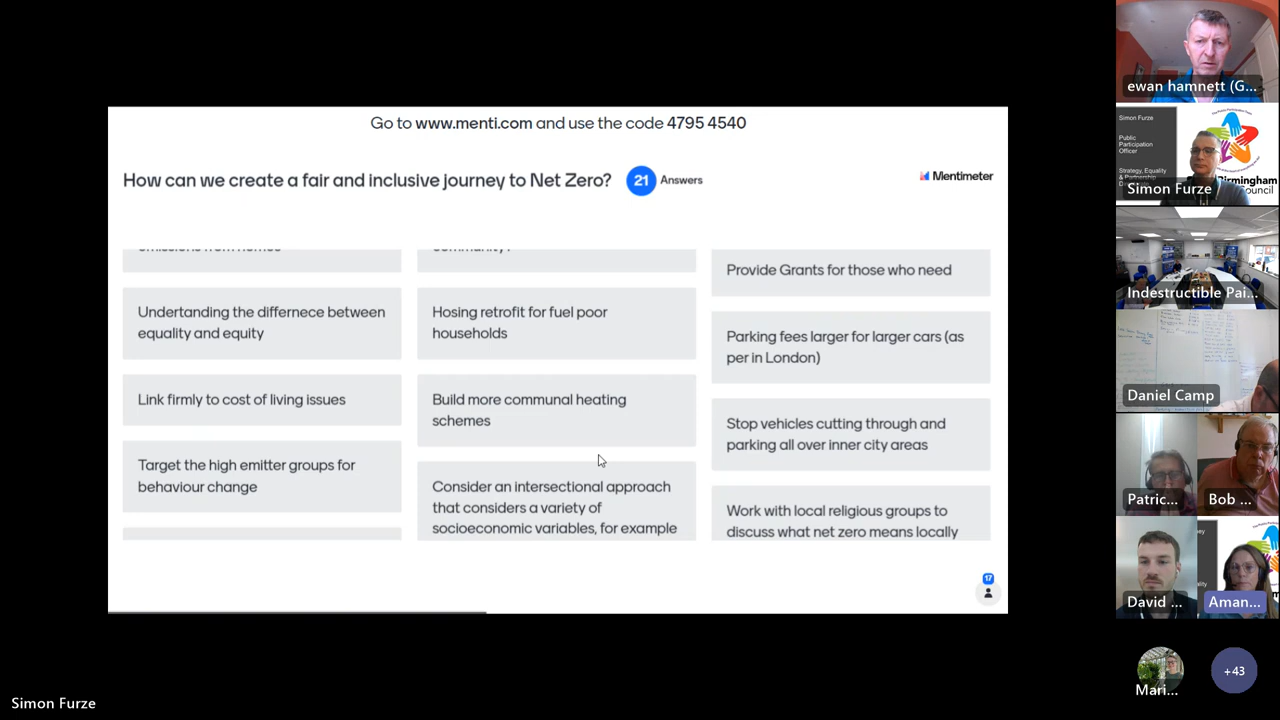 Go to www.menti.com and use the code 4795 4540
How can we create a fair and inclusive journey to Net Zero?
21
Answers
Mentimeter
emissions from homes
Undertanding the differnece between
equality and equity
Link firmly to cost of living issues
Target the high emitter groups for
behaviour change
community?
Hosing retrofit for fuel poor
households
Build more communal heating
schemes
Consider an intersectional approach
that considers a variety of
socioeconomic variables, for example
Provide Grants for those who need
Parking fees larger for larger cars (as
per in London)
Stop vehicles cutting through and
parking all over inner city areas
Work with local religious groups to
discuss what net zero means locally
17
ewan hamnett (G...
Simon Furze
Public
Participation
Officer
Strategy, Equality
& Partnership
Birmingham
Council
Simon Furze
Indestructible Pai...
Daniel Camp
Patric...
Bob ...
David ...
Aman...
Mari...
+43
Simon Furze